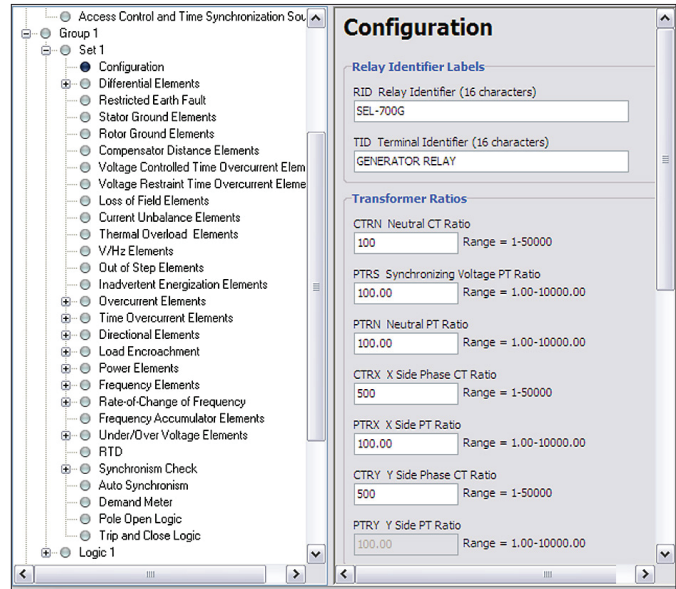 Access Control and Time Synchronization Sou
Group 1
Set 1
Configuration
Differential Elements
Restricted Earth Fault
Stator Ground Elements
Rotor Ground Elements
Compensator Distance Elements
Voltage Controlled Time Overcurrent Elem
Voltage Restraint Time Overcurrent Eleme
Loss of Field Elements
Current Unbalance Elements
Thermal Overload Elements
V/Hz Elements
Out of Step Elements
Inadvertent Energization Elements
Overcurrent Elements
Time Overcurrent Elements
Directional Elements
Load Encroachment
Power Elements
Frequency Elements
Rate-of-Change of Frequency
Frequency Accumulator Elements
Under/Over Voltage Elements
RTD
Synchronism Check
Auto Synchronism
Demand Meter
Pole Open Logic
Trip and Close Logic
Logic 1
Configuration
Relay Identifier Labels
RID Relay Identifier (16 characters)
SEL-700G
TID Terminal Identifier (16 characters)
GENERATOR RELAY
Transformer Ratios
CTRN Neutral CT Ratio
100 Range = 1-50000
PTRS Synchronizing Voltage PT Ratio
100.00 Range = 1.00-10000.00
PTRN Neutral PT Ratio
100.00 Range = 1.00-10000.00
CTRX X Side Phase CT Ratio
500 Range = 1-50000
PTRX X Side PT Ratio
100.00 Range = 1.00-10000.00
CTRY Y Side Phase CT Ratio
500 Range = 1-50000
PTRY Y Side PT Ratio
100.00 Range = 1.00-10000.00